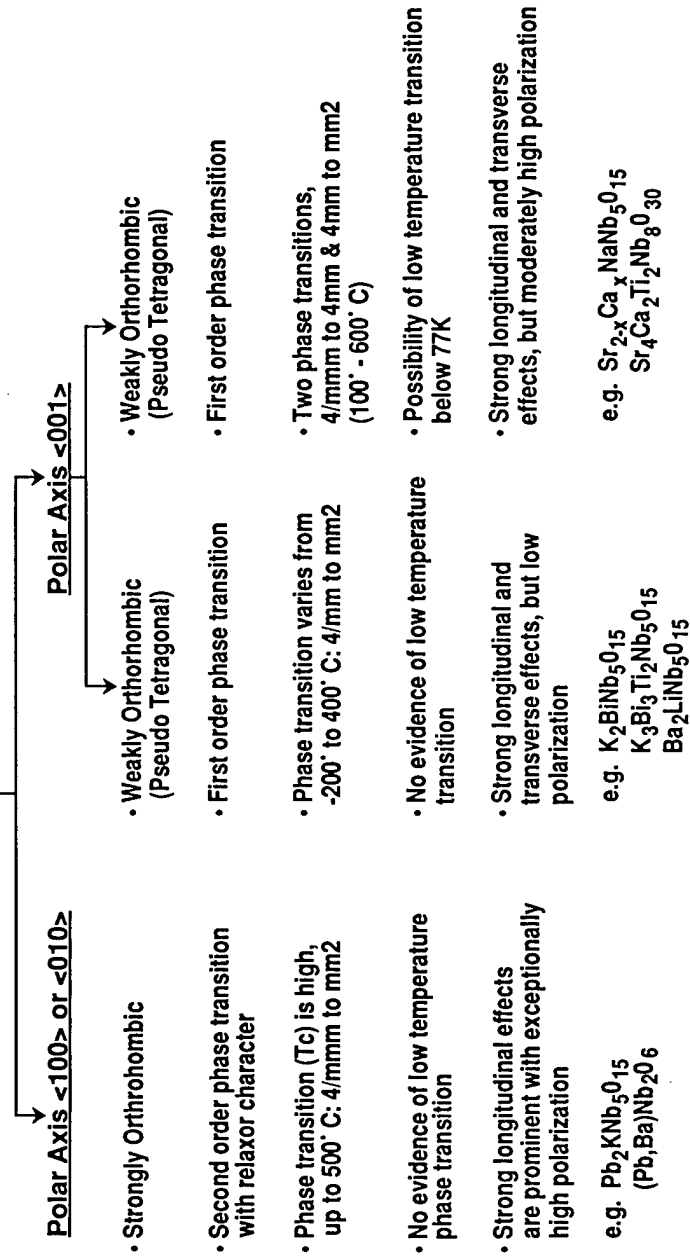 Polar Axis <100> or <010>
• Strongly Orthrohombic
• Second order phase transition
with relaxor character
• Phase transition (Tc) is high,
up to 500° C: 4/mmm to mm2
• No evidence of low temperature
phase transition
• Strong longitudinal effects
are prominent with exceptionally
high polarization
e.g. Pb2KNb5O15
(Pb,Ba)Nb2O6
Polar Axis <001>
• Weakly Orthorhombic
(Pseudo Tetragonal)
• First order phase transition
• Phase transition varies from
-200° to 400° C: 4/mm to mm2
• No evidence of low temperature
transition
• Strong longitudinal and
transverse effects, but low
polarization
e.g. K2BiNb5O15
K3Bi3Ti2Nb5O15
Ba2LiNb5O15
• Weakly Orthorhombic
(Pseudo Tetragonal)
• First order phase transition
• Two phase transitions,
4/mmm to 4mm & 4mm to mm2
(100° - 600° C)
• Possibility of low temperature transition
below 77K
• Strong longitudinal and transverse
effects, but moderately high polarization
e.g. Sr2-xCaxNaNb5O15
Sr4Ca2Ti2Nb8O30